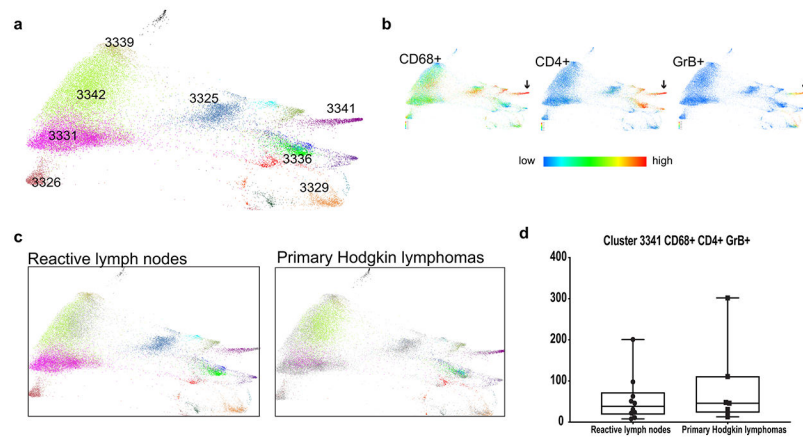 a
3339
3342
3325
3341
3331
3336
3326
3329
b
CD68+
CD4+
GrB+
low
high
c
Reactive lymph nodes
Primary Hodgkin lymphomas
d
Cluster 3341 CD68+ CD4+ GrB+
400
300
200
100
0
Reactive lymph nodes
Primary Hodgkin lymphomas